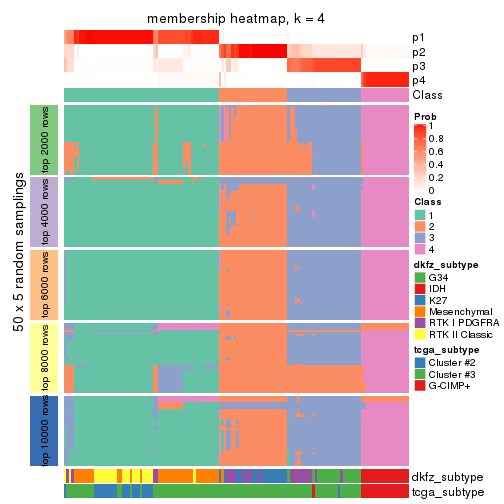 membership heatmap, k = 4
p1
p2
p3
p4
Class
50 x 5 random samplings
top 2000 rows
top 4000 rows
top 6000 rows
top 8000 rows
top 10000 rows
dkfz_subtype
tcga_subtype
Prob
1
0.8
0.6
0.4
0.2
0
Class
1
2
3
4
dkfz_subtype
G34
IDH
K27
Mesenchymal
RTK I PDGFRA
RTK II Classic
tcga_subtype
Cluster #2
Cluster #3
G-CIMP+